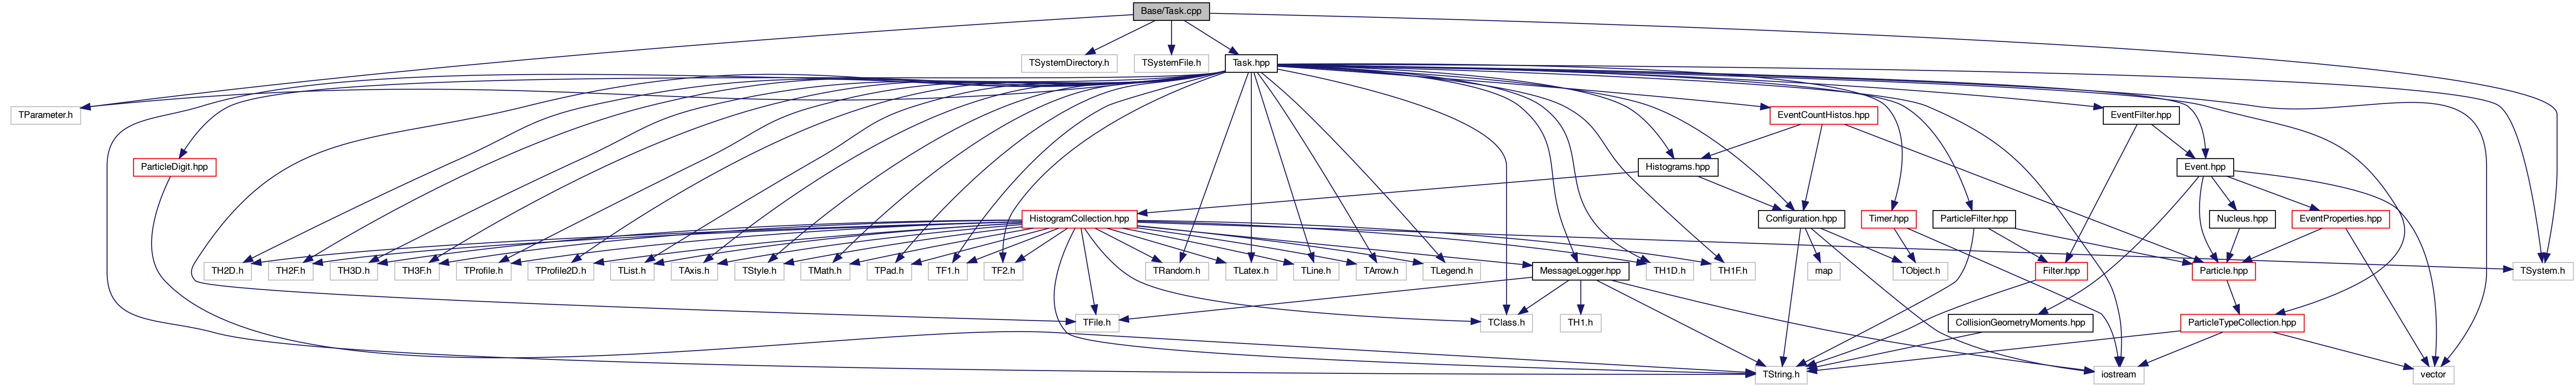 Base/Task.cpp
TSystemDirectory.h
TSystemFile.h
Task.hpp
TParameter.h
EventCountHistos.hpp
EventFilter.hpp
ParticleDigit.hpp
Histograms.hpp
Event.hpp
HistogramCollection.hpp
Configuration.hpp
Timer.hpp
ParticleFilter.hpp
Nucleus.hpp
EventProperties.hpp
TH2D.h
TH2F.h
TH3D.h
TH3F.h
TProfile.h
TProfile2D.h
TList.h
TAxis.h
TStyle.h
TMath.h
TPad.h
TF1.h
TF2.h
TRandom.h
TLatex.h
TLine.h
TArrow.h
TLegend.h
MessageLogger.hpp
TH1D.h
TH1F.h
map
TObject.h
Filter.hpp
Particle.hpp
TSystem.h
TFile.h
TClass.h
TH1.h
CollisionGeometryMoments.hpp
ParticleTypeCollection.hpp
TString.h
iostream
vector